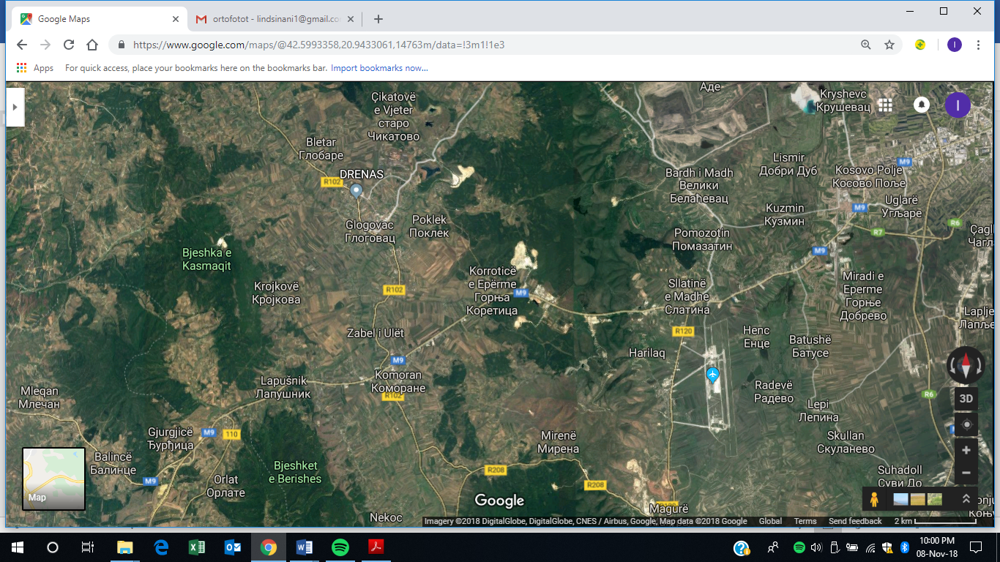 Google Maps
ortofotot - lindsinani1@gmail.co
https://www.google.com/maps/@42.5993358,20.9433061,14763m/data=!3m1!1e3
I
Apps
For quick access, place your bookmarks here on the bookmarks bar. Import bookmarks now...
Çikatovë
e Vjeter
старо
Чикатово
Аде
Kryshevc
Крушевац
I
Bletar
Глобаре
DRENAS
R102
Lismir
Добри Дуб
M9
Kosovo Polje
Косово Поље
Bardh i Madh
Велики
Белаћевац
Uglarë
Угљаре
Kuzmin
Кузмин
M9
R6
R7
Glogovac
Глоговац
Poklek
Поклек
Pomozotin
Помазатин
Çagl
Чагл
M9
Bjeshka e
Kasmaqit
Korroticë
e Epërme
Горња
Коретица
M9
Krojkovë
Кројкова
R102
Sllatinë
e Madhe
Слатина
Miradi e
Eperme
Горње
Добрево
Laplje
Лапље
Zabel i Ulët
R120
Henc
Енце
Batushë
Батусе
Harilaq
M9
Komoran
Коморане
R102
Lapušnik
Лапушник
Mleqan
Млечан
Radevë
Радево
Lepi
Лепина
R6
3D
Gjurgjicë
Ђурђица
M9
110
Mirenë
Мирена
Skullan
Скуланево
Balincë
Балинце
Bjeshket
e Berishes
R208
Suhadoll
Суви До
M9
Orlat
Орлате
R208
Map
Google
Magurë
Nekoc
Imagery ©2018 DigitalGlobe, DigitalGlobe, CNES / Airbus, Google, Map data ©2018 Google
Global
Terms
Send feedback
2 km
10:00 PM
08-Nov-18